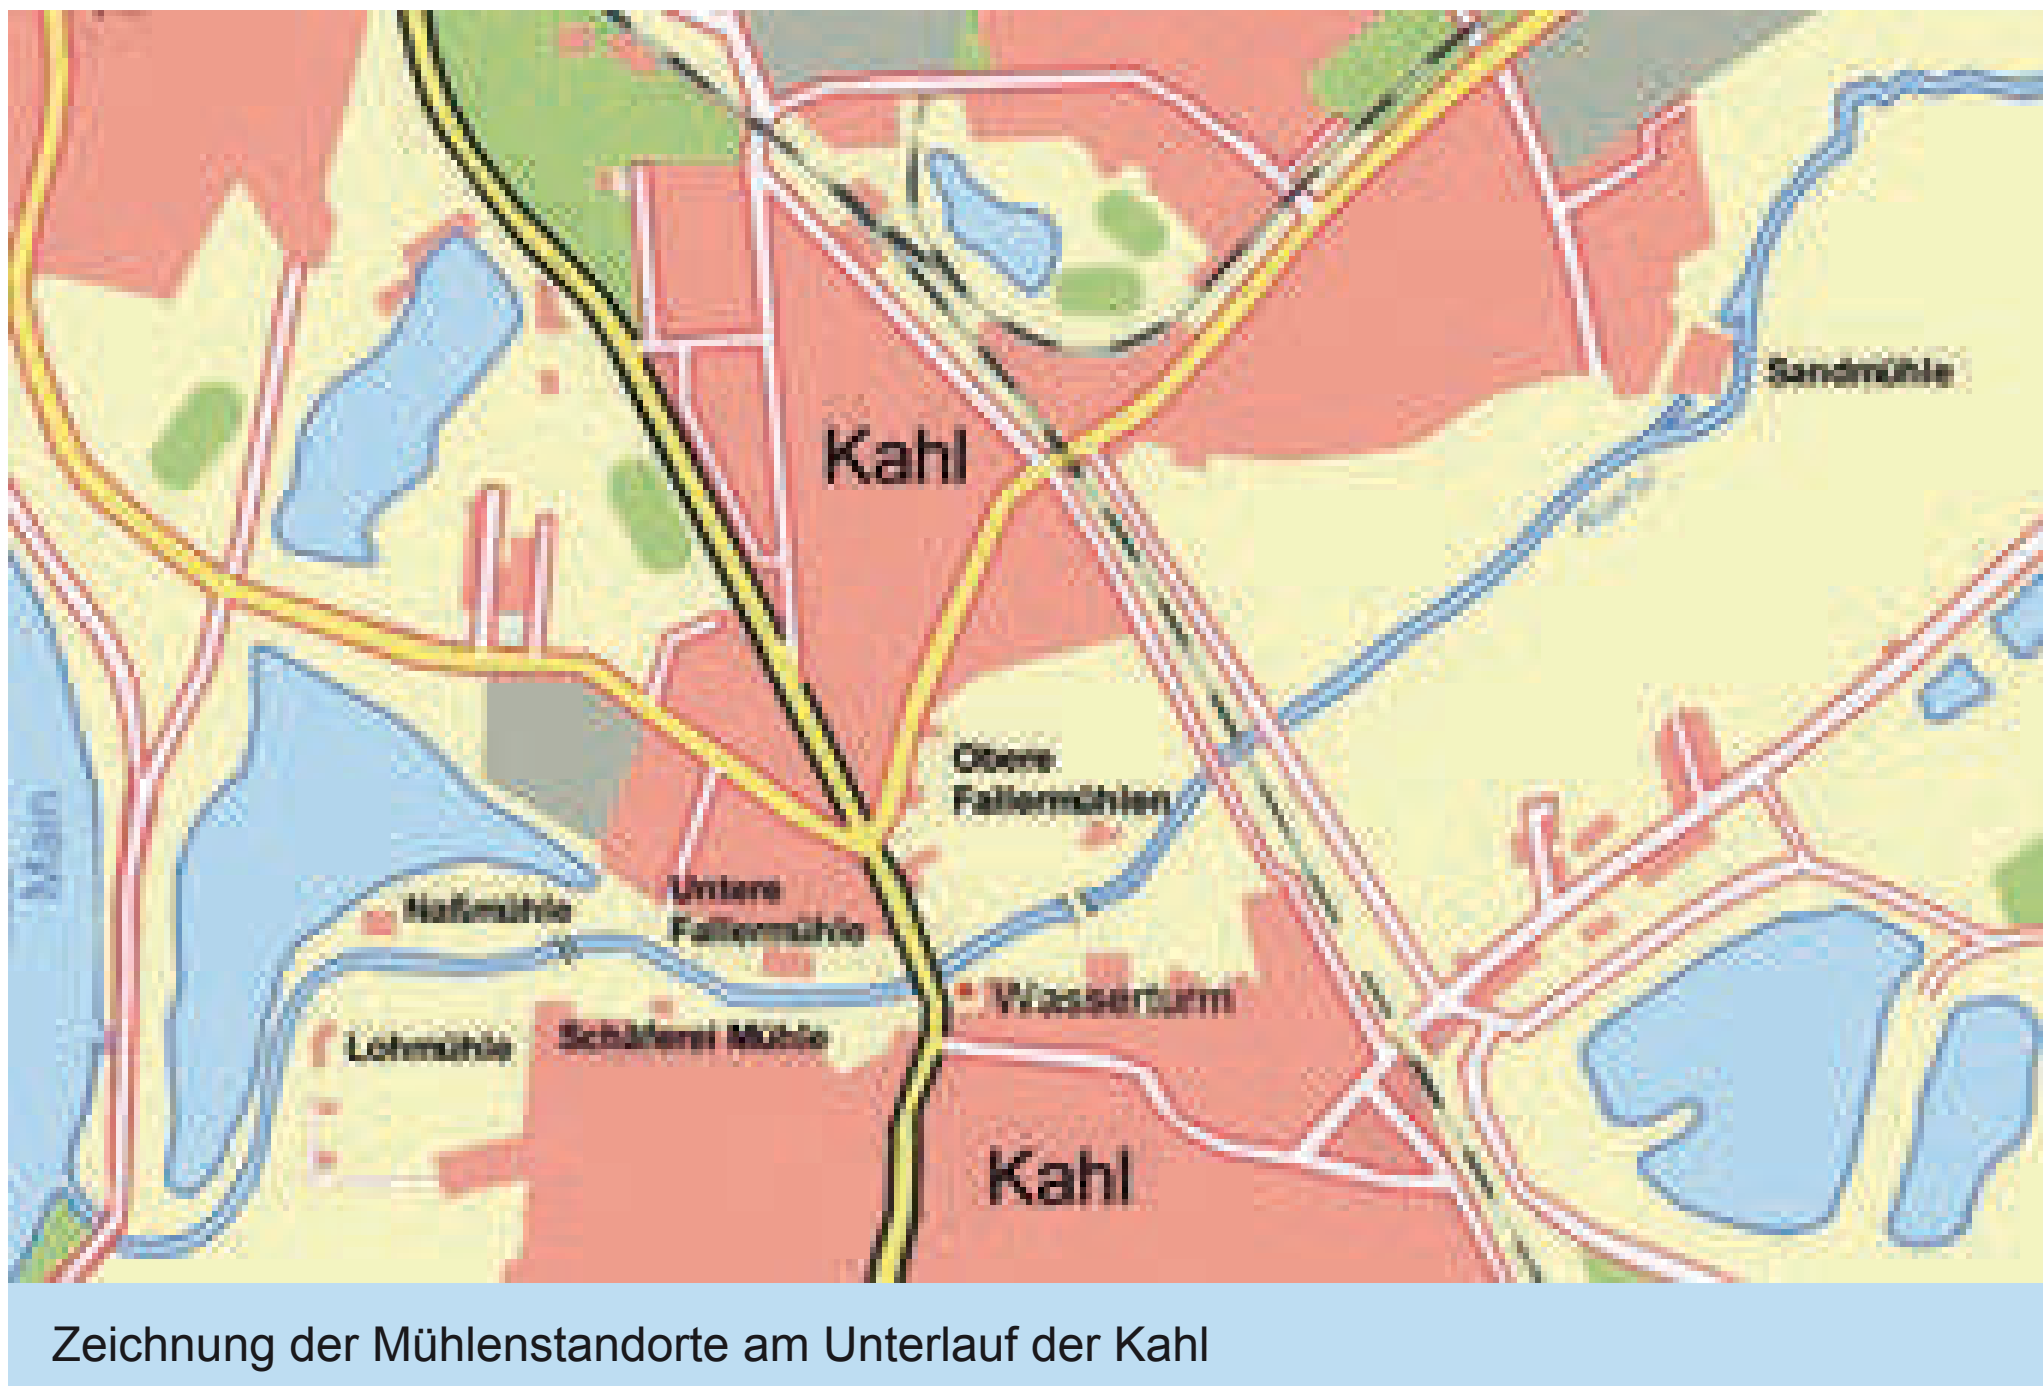 Kahl
Sandmühle
Obere
Fallermühlen
Main
Naßmühle
Untere
Fallermühle
Wasserturm
Lohmühle
Schäferei Mühle
Kahl
Zeichnung der Mühlenstandorte am Unterlauf der Kahl